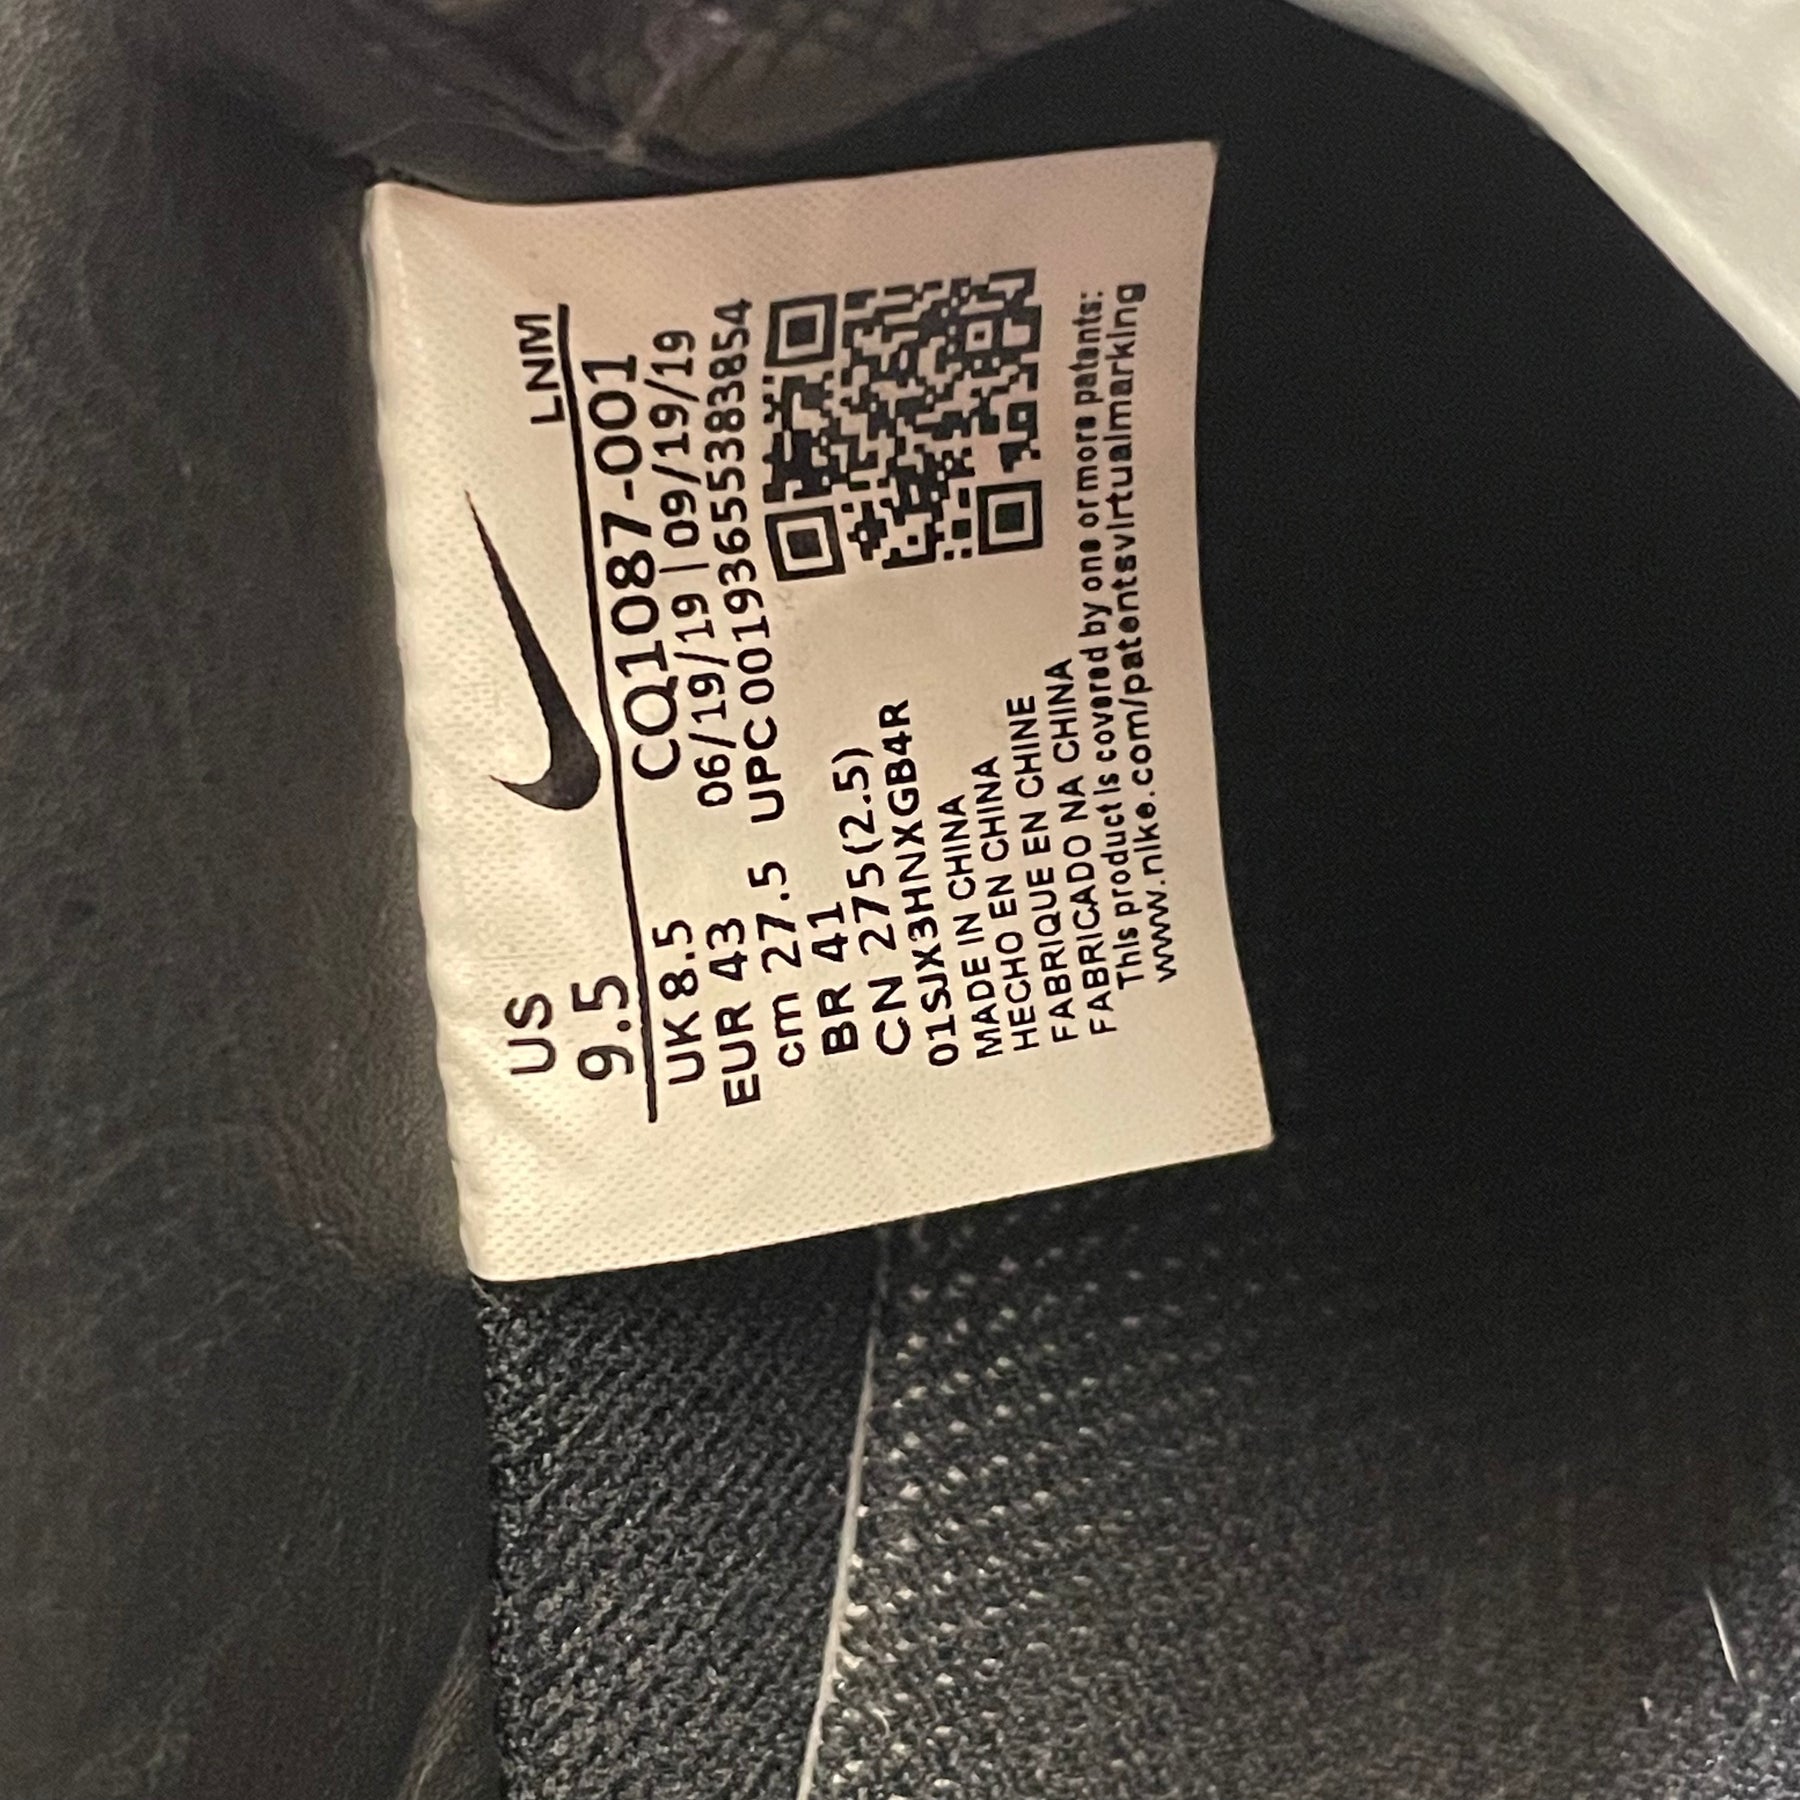 US
9.5
LNM
UK 8.5
CQ1087-001
EUR 43
06/19/19 | 09/19/19
cm 27.5
UPC 00193655383854
BR 41
CN 275(2.5)
01SJX3HNXGB4R
MADE IN CHINA
HECHO EN CHINA
FABRIQUE EN CHINE
FABRICADO NA CHINA
This product is covered by one or more patents:
www.nike.com/patentsvirtualmarking